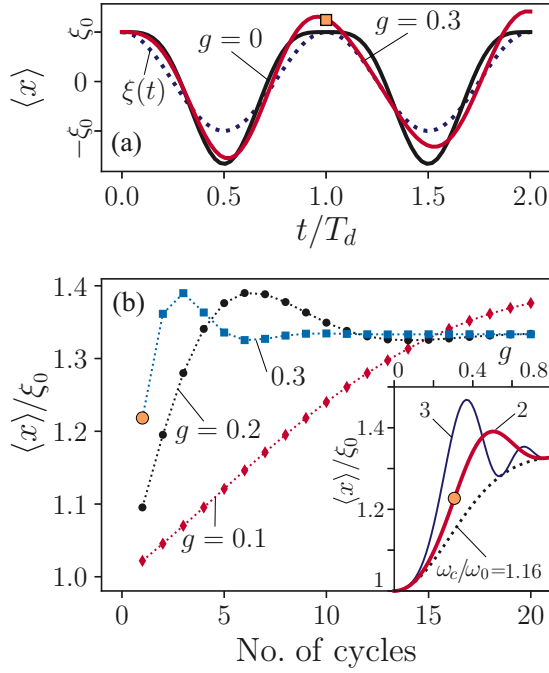 ξ₀
0
−ξ₀
⟨x⟩
g = 0
g = 0.3
ξ(t)
(a)
0.0 0.5 1.0 1.5 2.0
t/T_d
(b)
1.4
1.3
1.2
1.1
1.0
⟨x⟩/ξ₀
0.3
g = 0.2
g = 0.1
0 5 10 15 20
No. of cycles
g
0 0.4 0.8
3
2
1.4
1.2
1
⟨x⟩/ξ₀
ω_c/ω₀=1.16